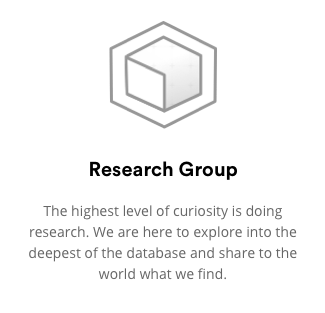 Research Group
The highest level of curiosity is doing
research. We are here to explore into the
deepest of the database and share to the
world what we find.